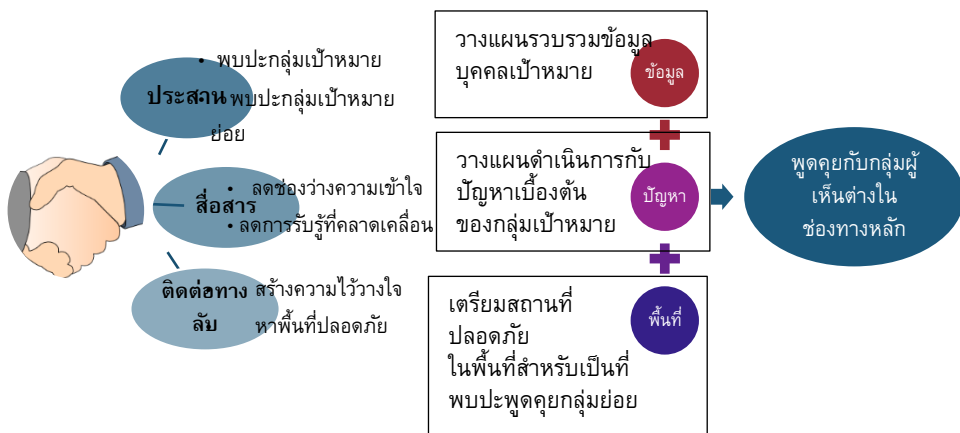 ประสาน
• พบปะกลุ่มเป้าหมาย
พบปะกลุ่มเป้าหมาย
ย่อย
สื่อสาร
• ลดช่องว่างความเข้าใจ
• ลดการรับรู้ที่คลาดเคลื่อน
ติดต่อทาง
ลับ
สร้างความไว้วางใจ
หาพื้นที่ปลอดภัย
วางแผนรวบรวมข้อมูล
บุคคลเป้าหมาย
ข้อมูล
วางแผนดำเนินการกับ
ปัญหาเบื้องต้น
ของกลุ่มเป้าหมาย
ปัญหา
เตรียมสถานที่
ปลอดภัย
ในพื้นที่สำหรับเป็นที่
พบปะพูดคุยกลุ่มย่อย
พื้นที่
พูดคุยกับกลุ่มผู้
เห็นต่างใน
ช่องทางหลัก